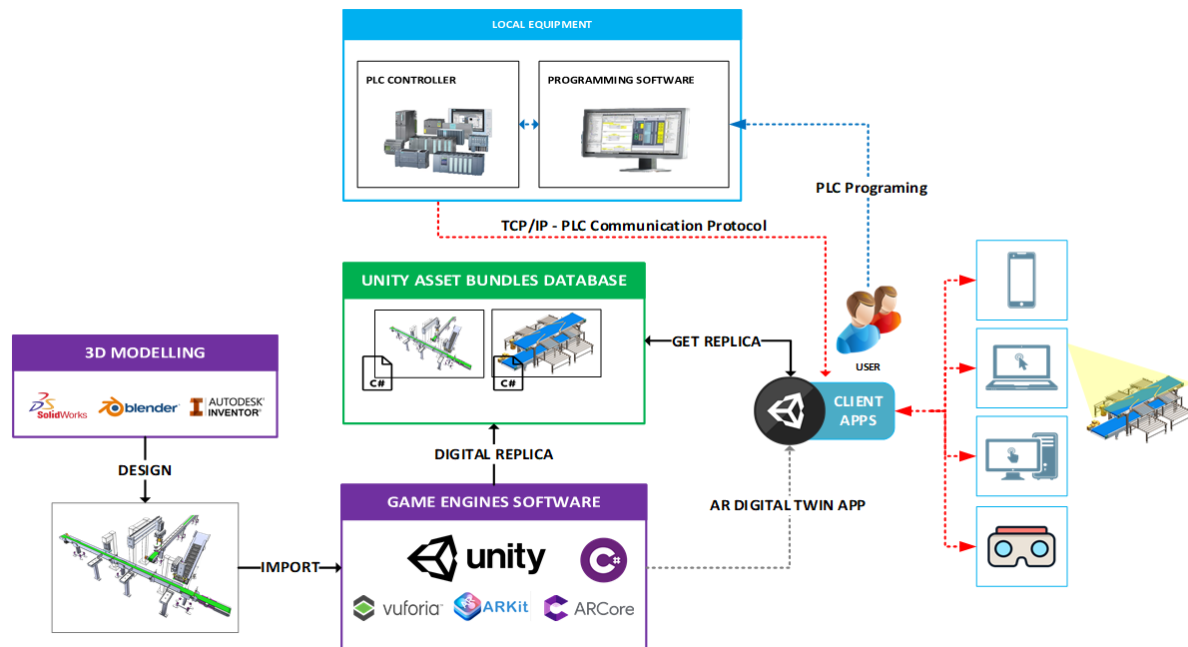 LOCAL EQUIPMENT
PLC CONTROLLER
PROGRAMMING SOFTWARE
PLC Programing
TCP/IP - PLC Communication Protocol
UNITY ASSET BUNDLES DATABASE
C#
C#
GET REPLICA
USER
CLIENT
APPS
3D MODELLING
SolidWorks
blender
AUTODESK
INVENTOR
DESIGN
DIGITAL REPLICA
IMPORT
GAME ENGINES SOFTWARE
unity
C#
vuforia
ARKit
ARCore
AR DIGITAL TWIN APP